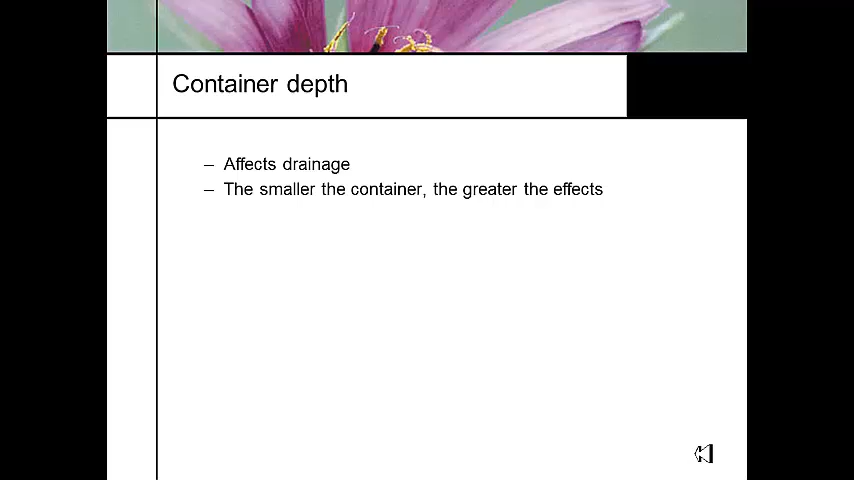 Container depth
– Affects drainage
– The smaller the container, the greater the effects